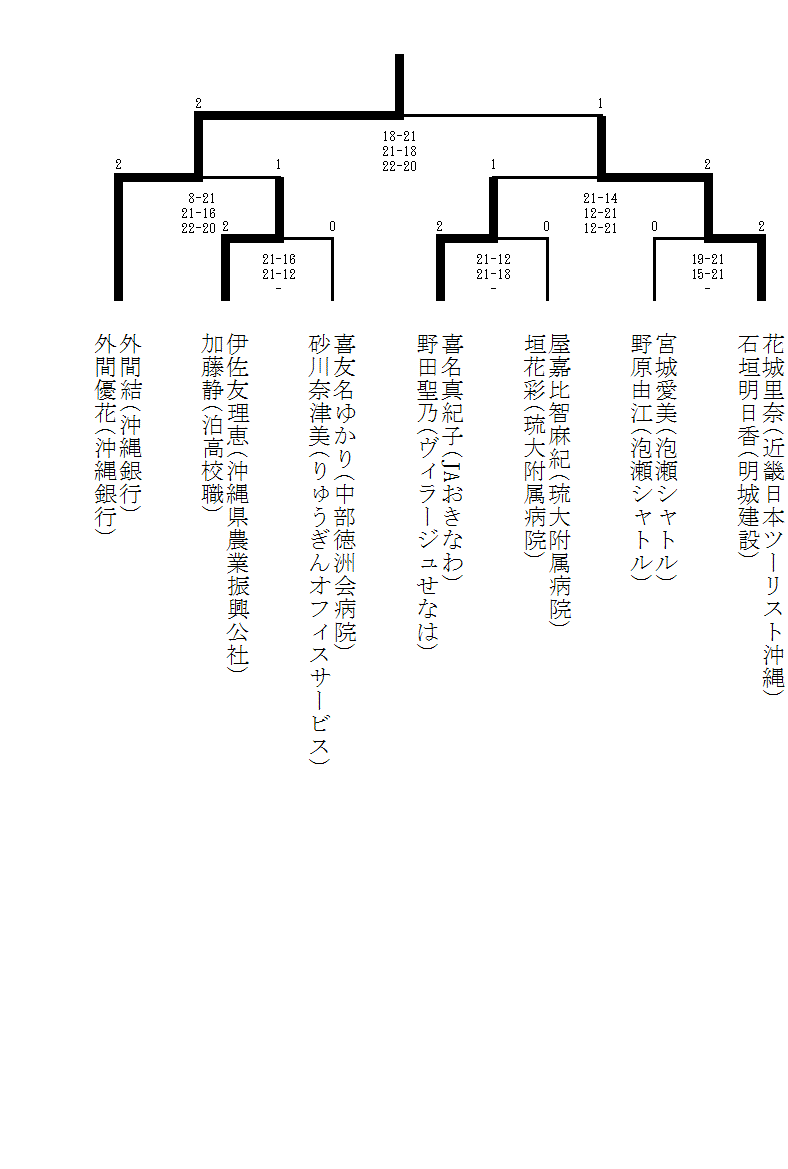 2
1
18-21
21-18
22-20
2
1
1
2
8-21
21-16
22-20
21-14
12-21
12-21
2
0
2
0
0
2
21-16
21-12
-
21-12
21-18
-
19-21
15-21
-
外間優花(沖縄銀行)
外間結(沖縄銀行)
加藤静(泊高校職)
伊佐友理恵(沖縄県農業振興公社)
砂川奈津美(りゅうぎんオフィスサービス)
喜友名ゆかり(中部徳洲会病院)
野田聖乃(ヴィラージュせなは)
喜名真紀子(JAおきなわ)
垣花彩(琉大附属病院)
屋嘉比智麻紀(琉大附属病院)
野原由江(泡瀬シャトル)
宮城愛美(泡瀬シャトル)
石垣明日香(明城建設)
花城里奈(近畿日本ツーリスト沖縄)